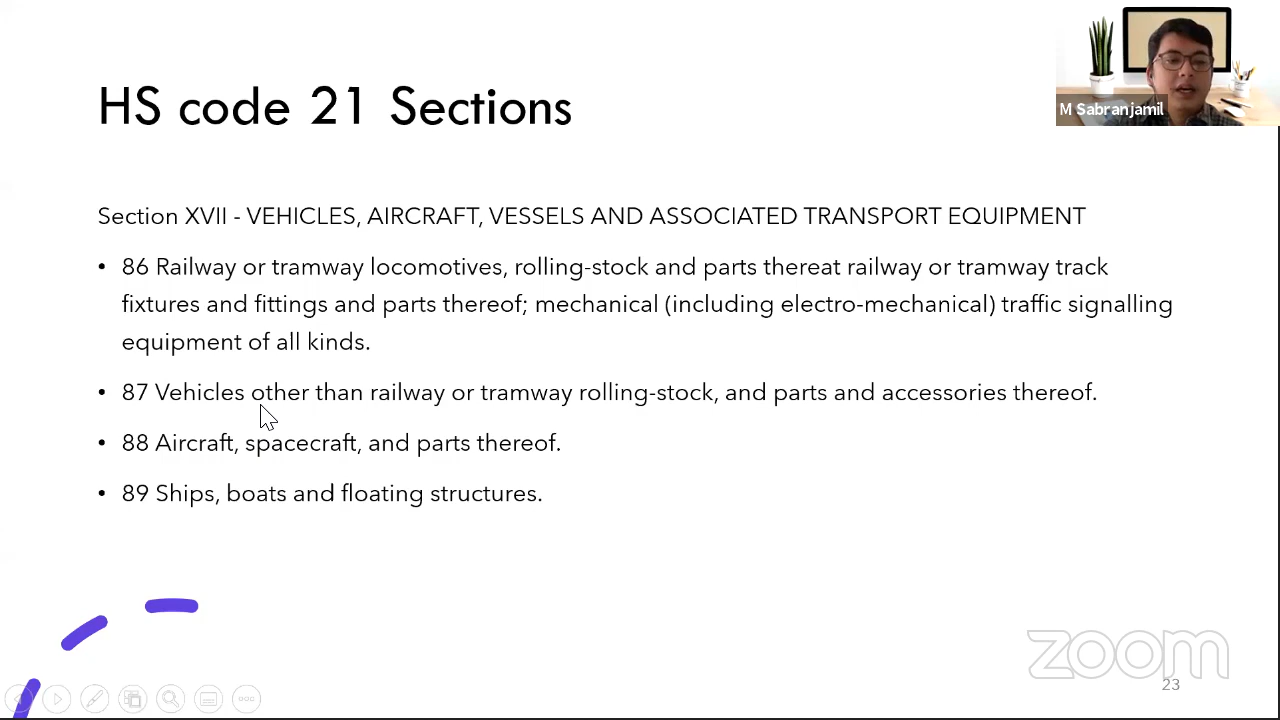 M Sabranjamil
HS code 21 Sections
Section XVII - VEHICLES, AIRCRAFT, VESSELS AND ASSOCIATED TRANSPORT EQUIPMENT
• 86 Railway or tramway locomotives, rolling-stock and parts thereat railway or tramway track
fixtures and fittings and parts thereof; mechanical (including electro-mechanical) traffic signalling
equipment of all kinds.
• 87 Vehicles other than railway or tramway rolling-stock, and parts and accessories thereof.
• 88 Aircraft, spacecraft, and parts thereof.
• 89 Ships, boats and floating structures.
zoom
23